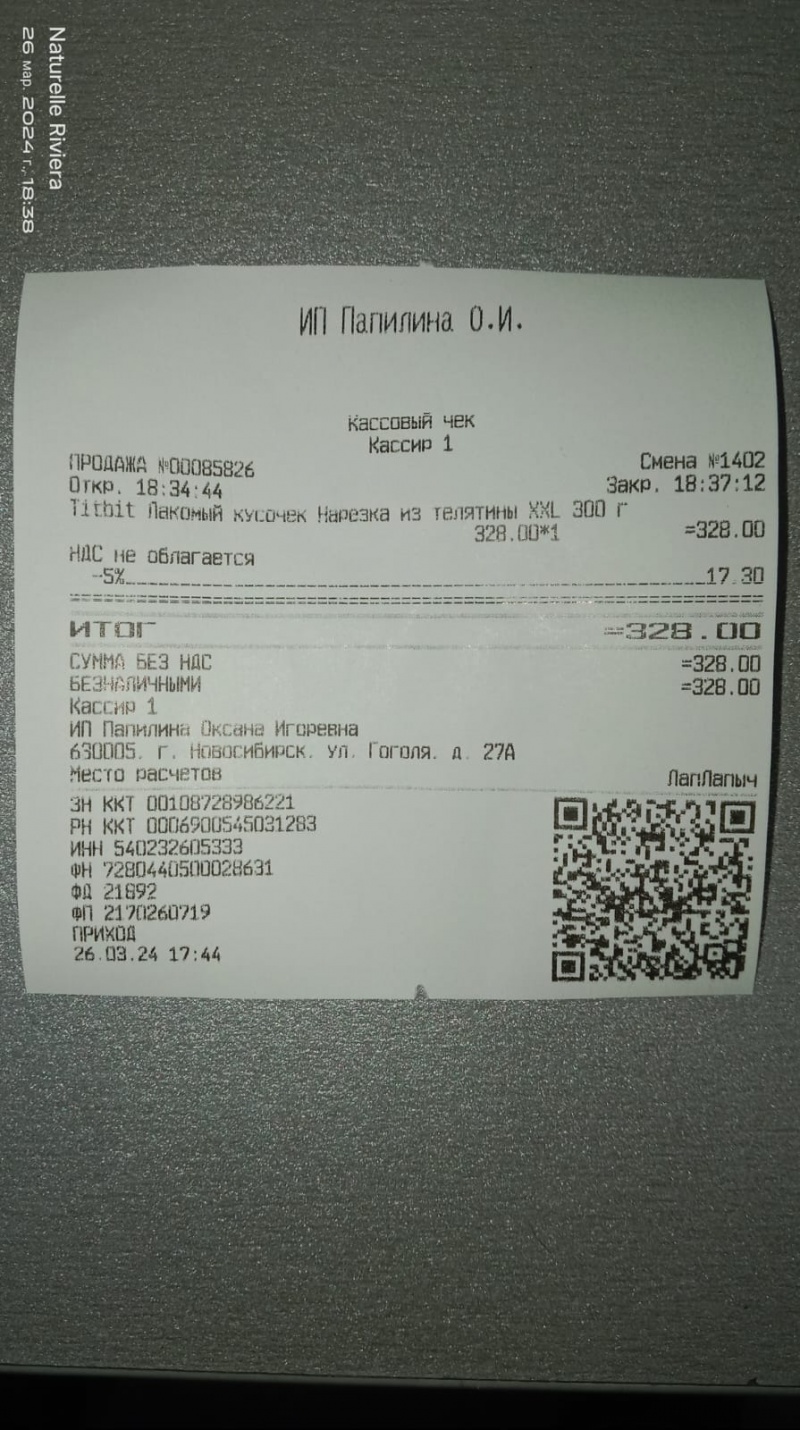 Naturelle Riviera
26 мар. 2024 г., 18:38
ИП Папилина О.И.
Кассовый чек
Кассир 1
ПРОДАЖА №00085826
Смена №1402
Откр. 18:34:44
Закр. 18:37:12
Titbit Лакомый кусочек Нарезка из телятины XXL 300 г
328.00*1 =328.00
НДС не облагается
-5% 17.30
ИТОГ =328.00
СУММА БЕЗ НДС =328.00
БЕЗНАЛИЧНЫМИ =328.00
Кассир 1
ИП Папилина Оксана Игоревна
630005. г. Новосибирск. ул. Гоголя. д. 27А
Место расчетов ЛапЛапыч
ЗН ККТ 00108728986221
РН ККТ 0006900545031283
ИНН 540232605333
ФН 7280440500028631
ФД 21892
ФП 2170260719
ПРИХОД
26.03.24 17:44